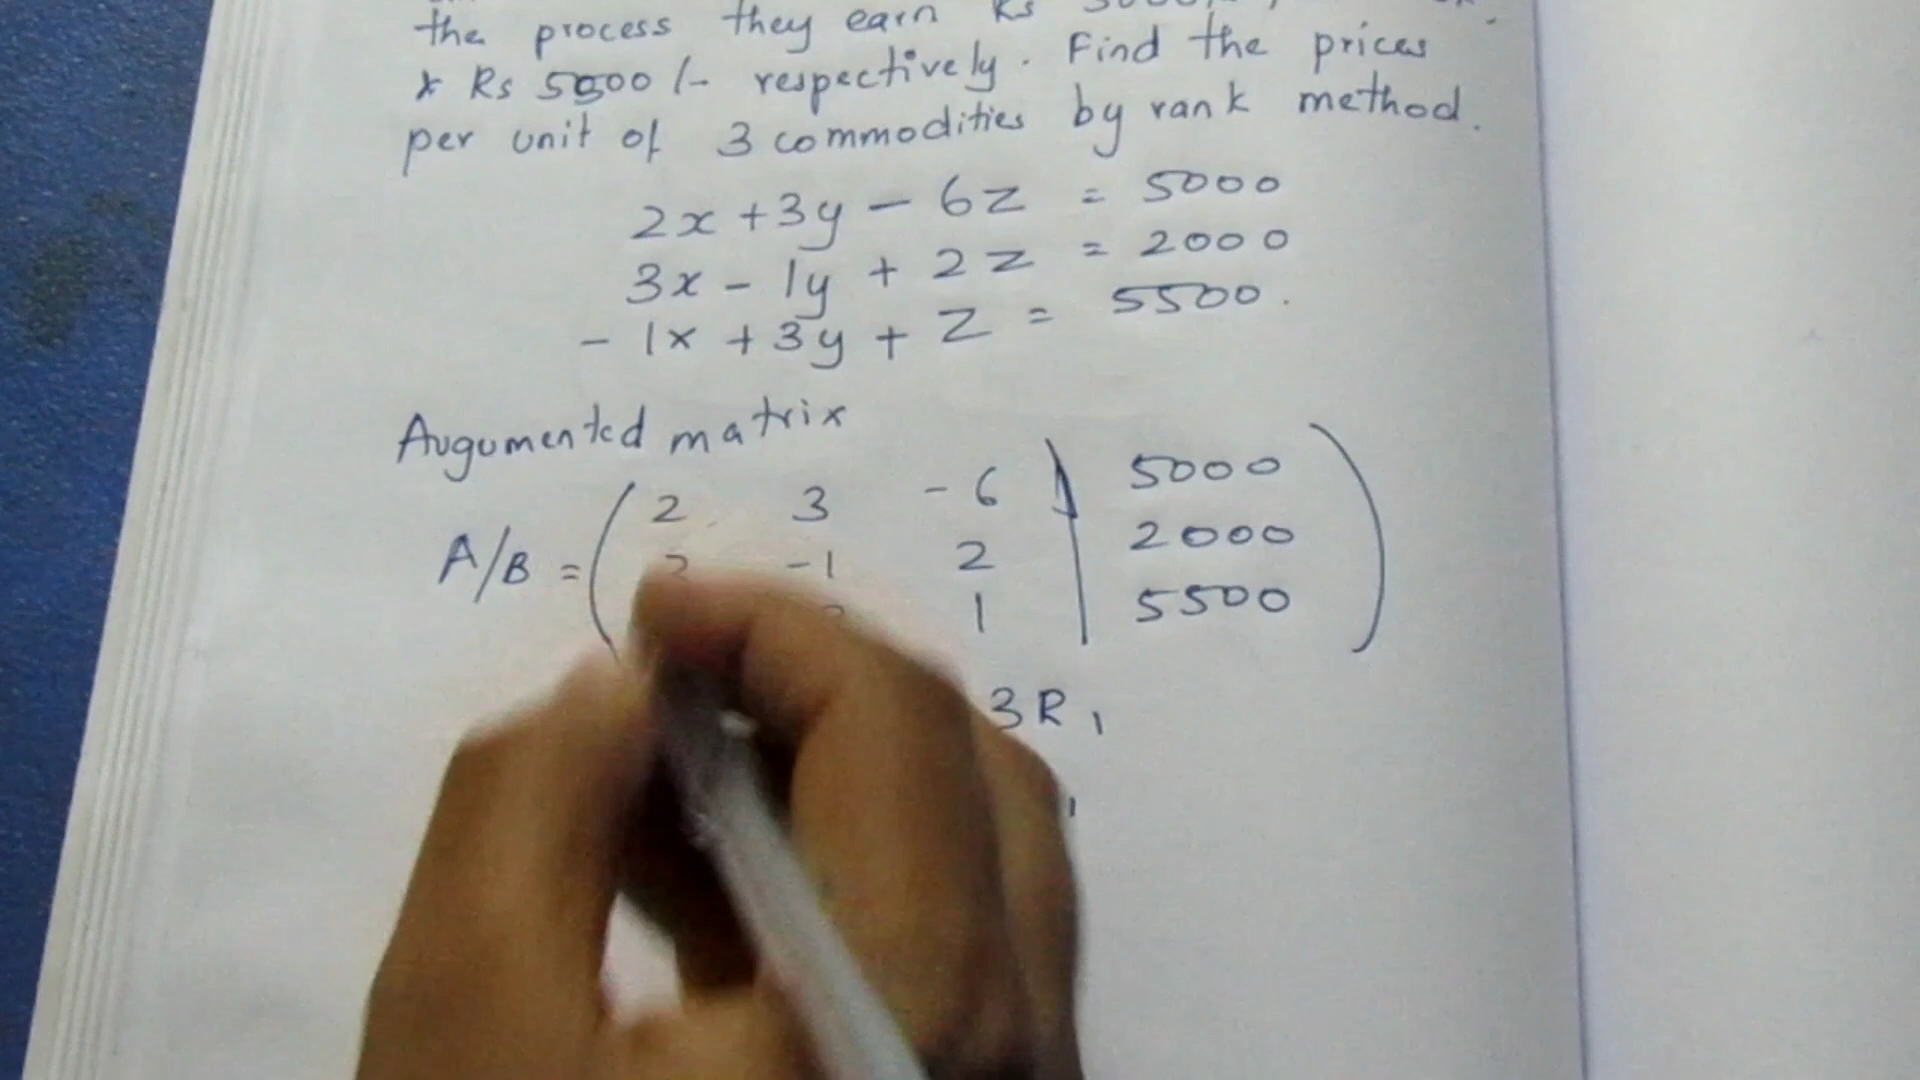 the process they earn Rs
& Rs 5500/- respectively. Find the prices
per unit of 3 commodities by rank method.
2x + 3y - 6z = 5000
3x - 1y + 2z = 2000
- 1x + 3y + z = 5500.
Augumented matrix
A/B = ( 2 3 -6 | 5000
-1 2 | 2000
1 | 5500 )
3R1